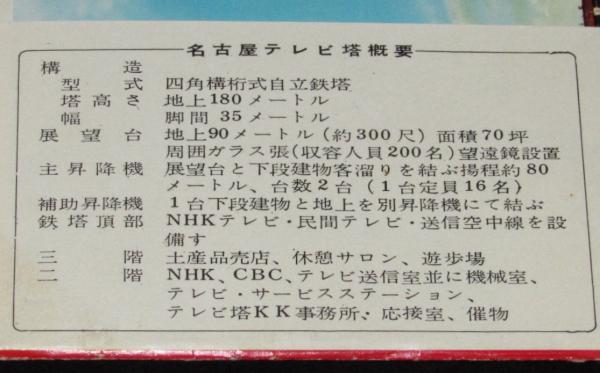 名古屋テレビ塔概要
構造
型式 四角構桁式自立鉄塔
塔高さ 地上180メートル
幅 脚間 35メートル
展望台 地上90メートル(約300尺)面積70坪
周囲ガラス張(収容人員200名)望遠鏡設置
主昇降機 展望台と下段建物客溜りを結ぶ揚程約80
メートル、台数2台(1台定員16名)
補助昇降機 1台下段建物と地上を別昇降機にて結ぶ
鉄塔頂部 NHKテレビ・民間テレビ・送信空中線を設
備す
三階 土産品売店、休憩サロン、遊歩場
二階 NHK、CBC、テレビ送信室並に機械室、
テレビ・サービスステーション、
テレビ塔KK事務所、応接室、催物